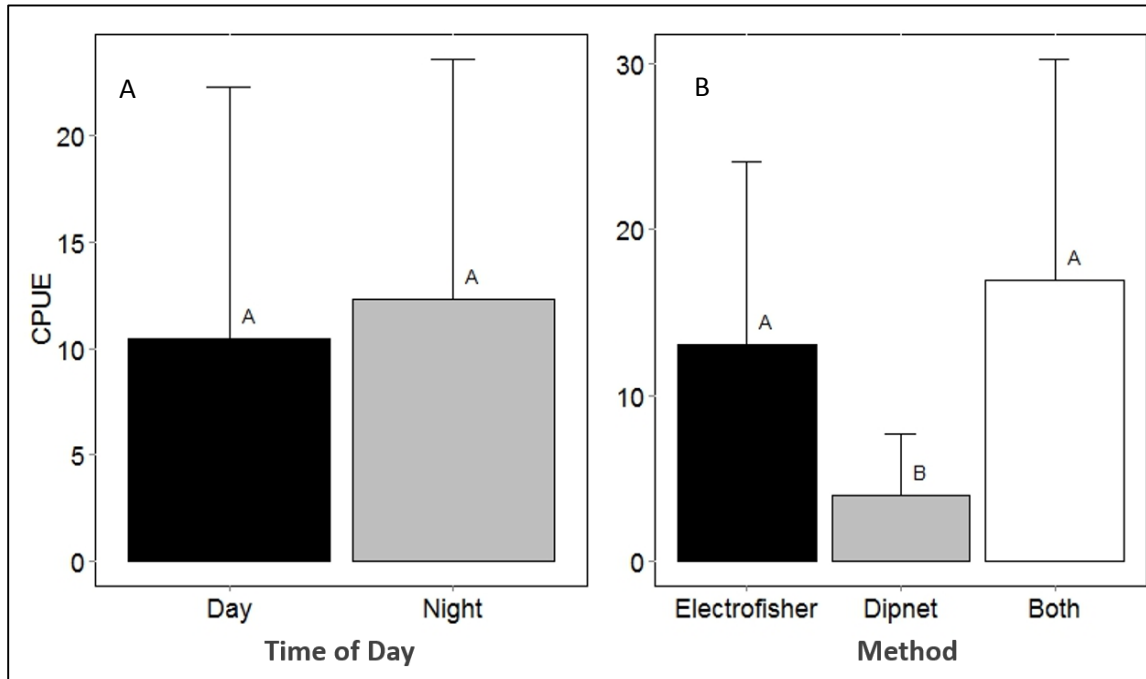 A
CPUE
20
15
10
5
0
A
A
Day
Night
Time of Day
B
30
20
10
0
A
B
A
Electrofisher
Dipnet
Both
Method